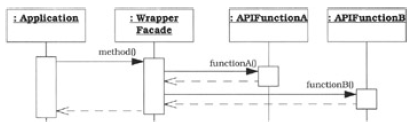 : Application
: Wrapper
Facade
: APIFunctionA
: APIFunctionB
method()
functionA()
functionB()